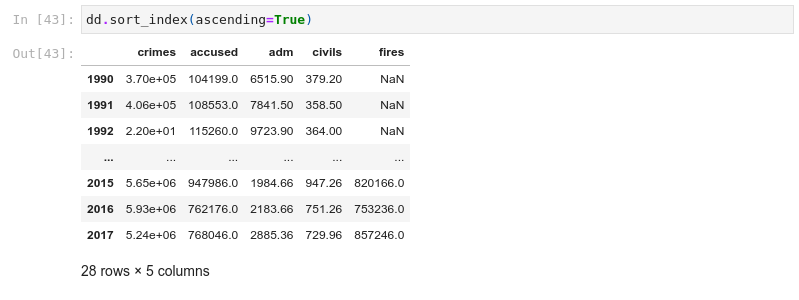 In [43]: dd.sort_index(ascending=True)
Out[43]:
crimes accused adm civils fires
1990 3.70e+05 104199.0 6515.90 379.20 NaN
1991 4.06e+05 108553.0 7841.50 358.50 NaN
1992 2.20e+01 115260.0 9723.90 364.00 NaN
... ... ... ... ... ...
2015 5.65e+06 947986.0 1984.66 947.26 820166.0
2016 5.93e+06 762176.0 2183.66 751.26 753236.0
2017 5.24e+06 768046.0 2885.36 729.96 857246.0
28 rows × 5 columns